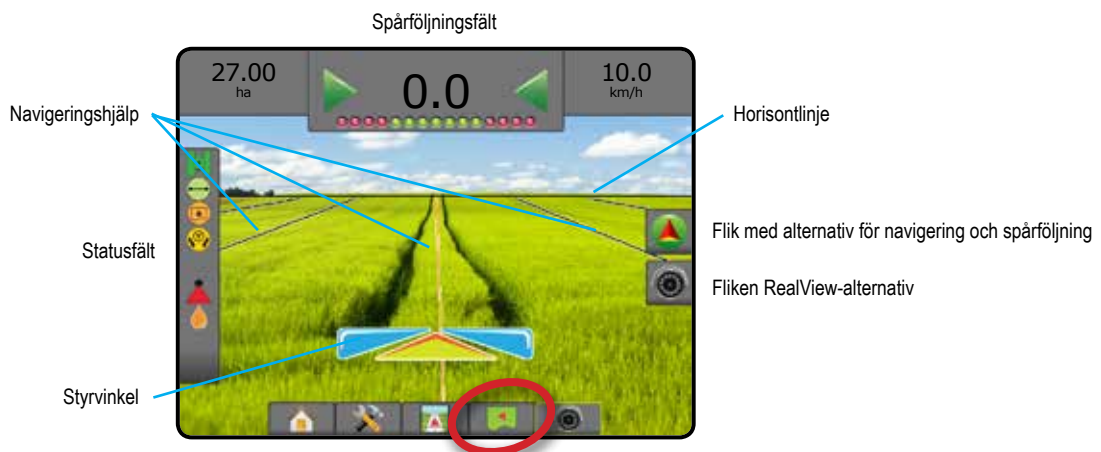 Spårföljningsfält
27.00
ha
0.0
10.0
km/h
Navigeringshjälp
Horisontlinje
Statusfält
Flik med alternativ för navigering och spårföljning
Fliken RealView-alternativ
Styrvinkel